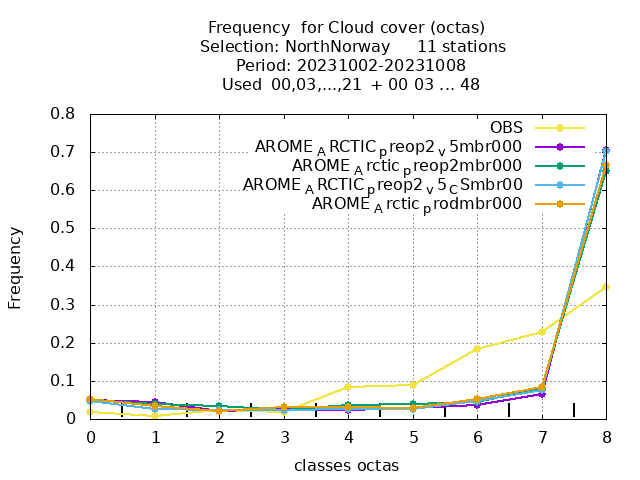 Frequency  for Cloud cover (octas)
Selection: NorthNorway     11 stations
Period: 20231002-20231008
Used  00,03,...,21  + 00 03 ... 48
OBS
AROME_ARCTIC_preop2_v5mbr000
AROME_Arctic_preop2mbr000
AROME_ARCTIC_preop2_v5_CSmbr00
AROME_Arctic_prodmbr000
0.8
0.7
0.6
0.5
0.4
0.3
0.2
0.1
0
Frequency
0 1 2 3 4 5 6 7 8
classes octas